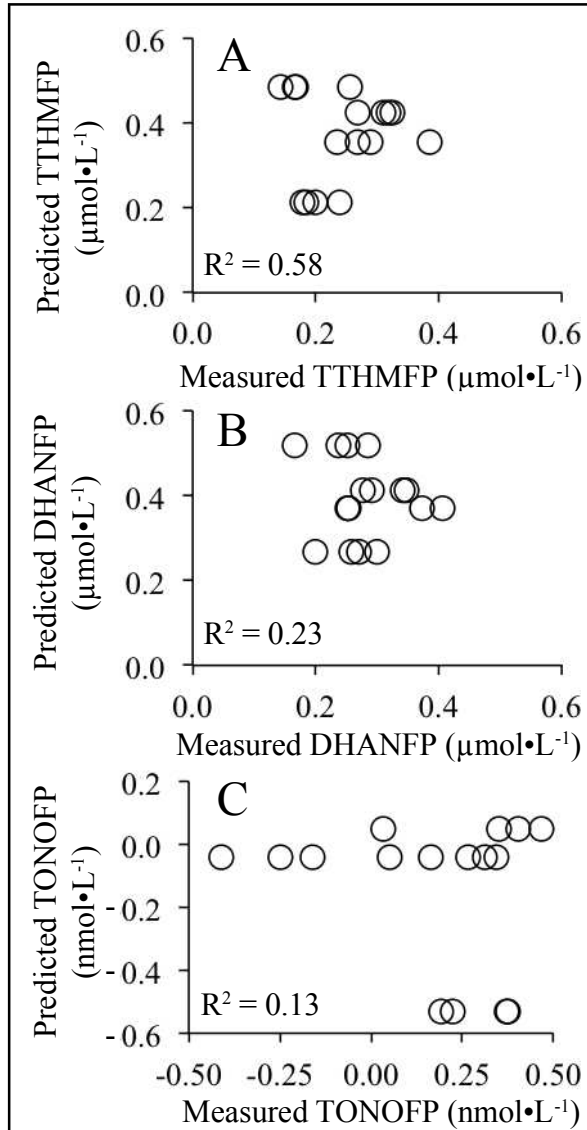 A
Predicted TTHMFP
(µmol•L-1)
0.6
0.4
0.2
0.0
R2 = 0.58
0.0 0.2 0.4 0.6
Measured TTHMFP (µmol•L-1)
B
Predicted DHANFP
(µmol•L-1)
0.6
0.4
0.2
0.0
R2 = 0.23
0.0 0.2 0.4 0.6
Measured DHANFP (µmol•L-1)
C
Predicted TONOFP
(nmol•L-1)
0.2
0.0
-
0.2
-
0.4
-0.6
R2 = 0.13
-0.50 -0.25 0.00 0.25 0.50
Measured TONOFP (nmol•L-1)